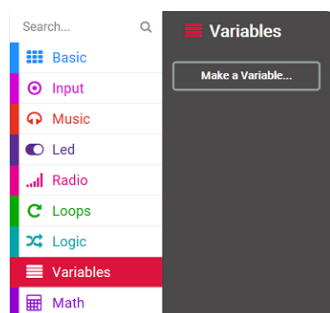 Search...
Basic
Input
Music
Led
Radio
Loops
Logic
Variables
Math
Variables
Make a Variable...